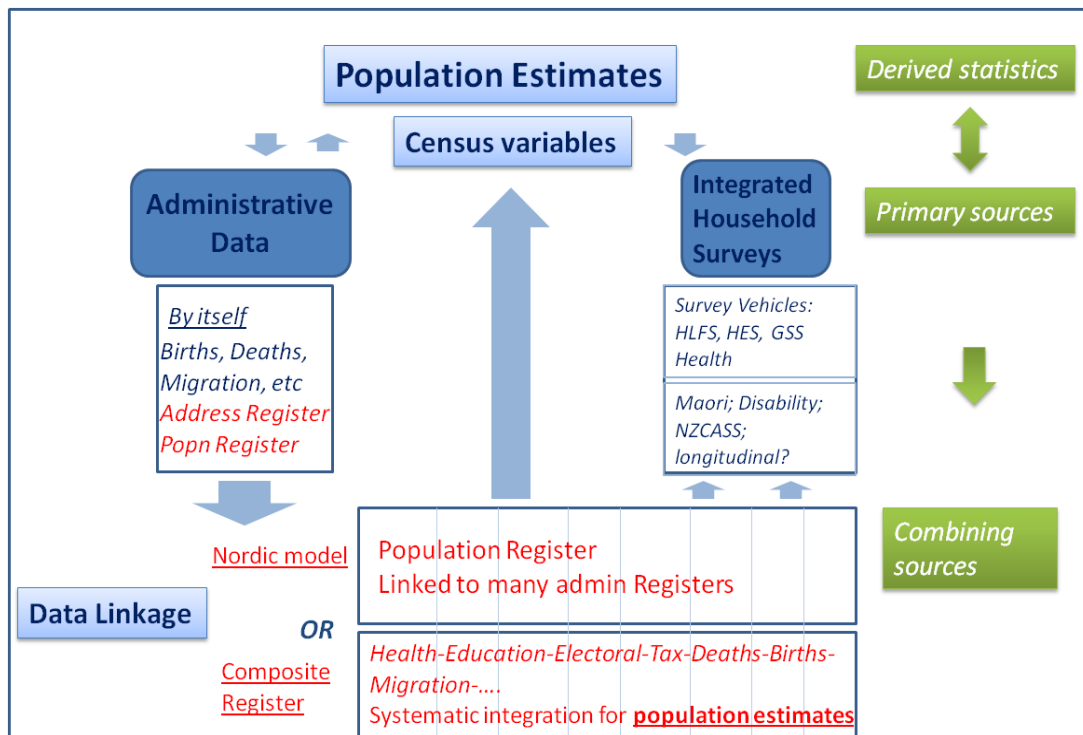 Population Estimates
Derived statistics
Census variables
Administrative
Data
Integrated
Household
Surveys
Primary sources
By itself
Births, Deaths,
Migration, etc
Address Register
Popn Register
Survey Vehicles:
HLFS, HES, GSS
Health
Maori; Disability;
NZCASS;
longitudinal?
Nordic model
Population Register
Linked to many admin Registers
Combining
sources
Data Linkage
OR
Composite
Register
Health-Education-Electoral-Tax-Deaths-Births-
Migration-....
Systematic integration for population estimates